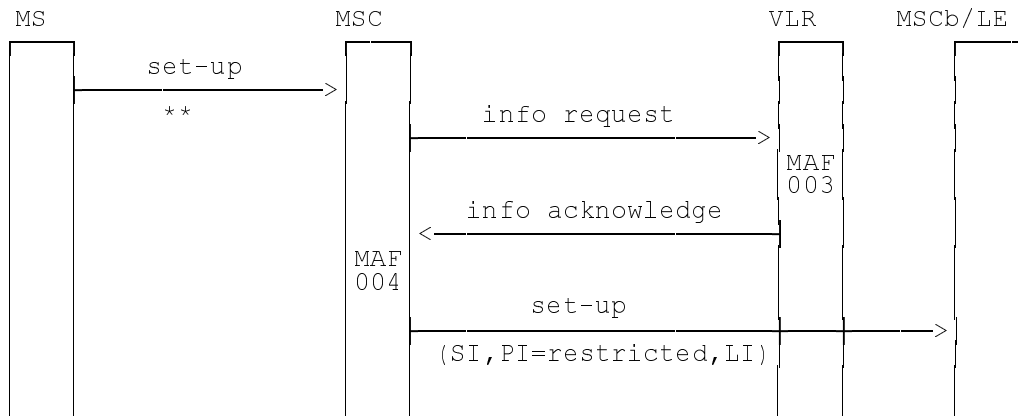 MS MSC VLR MSCb/LE
set-up
**
info request
MAF
003
info acknowledge
MAF
004
set-up
(SI,PI=restricted,LI)